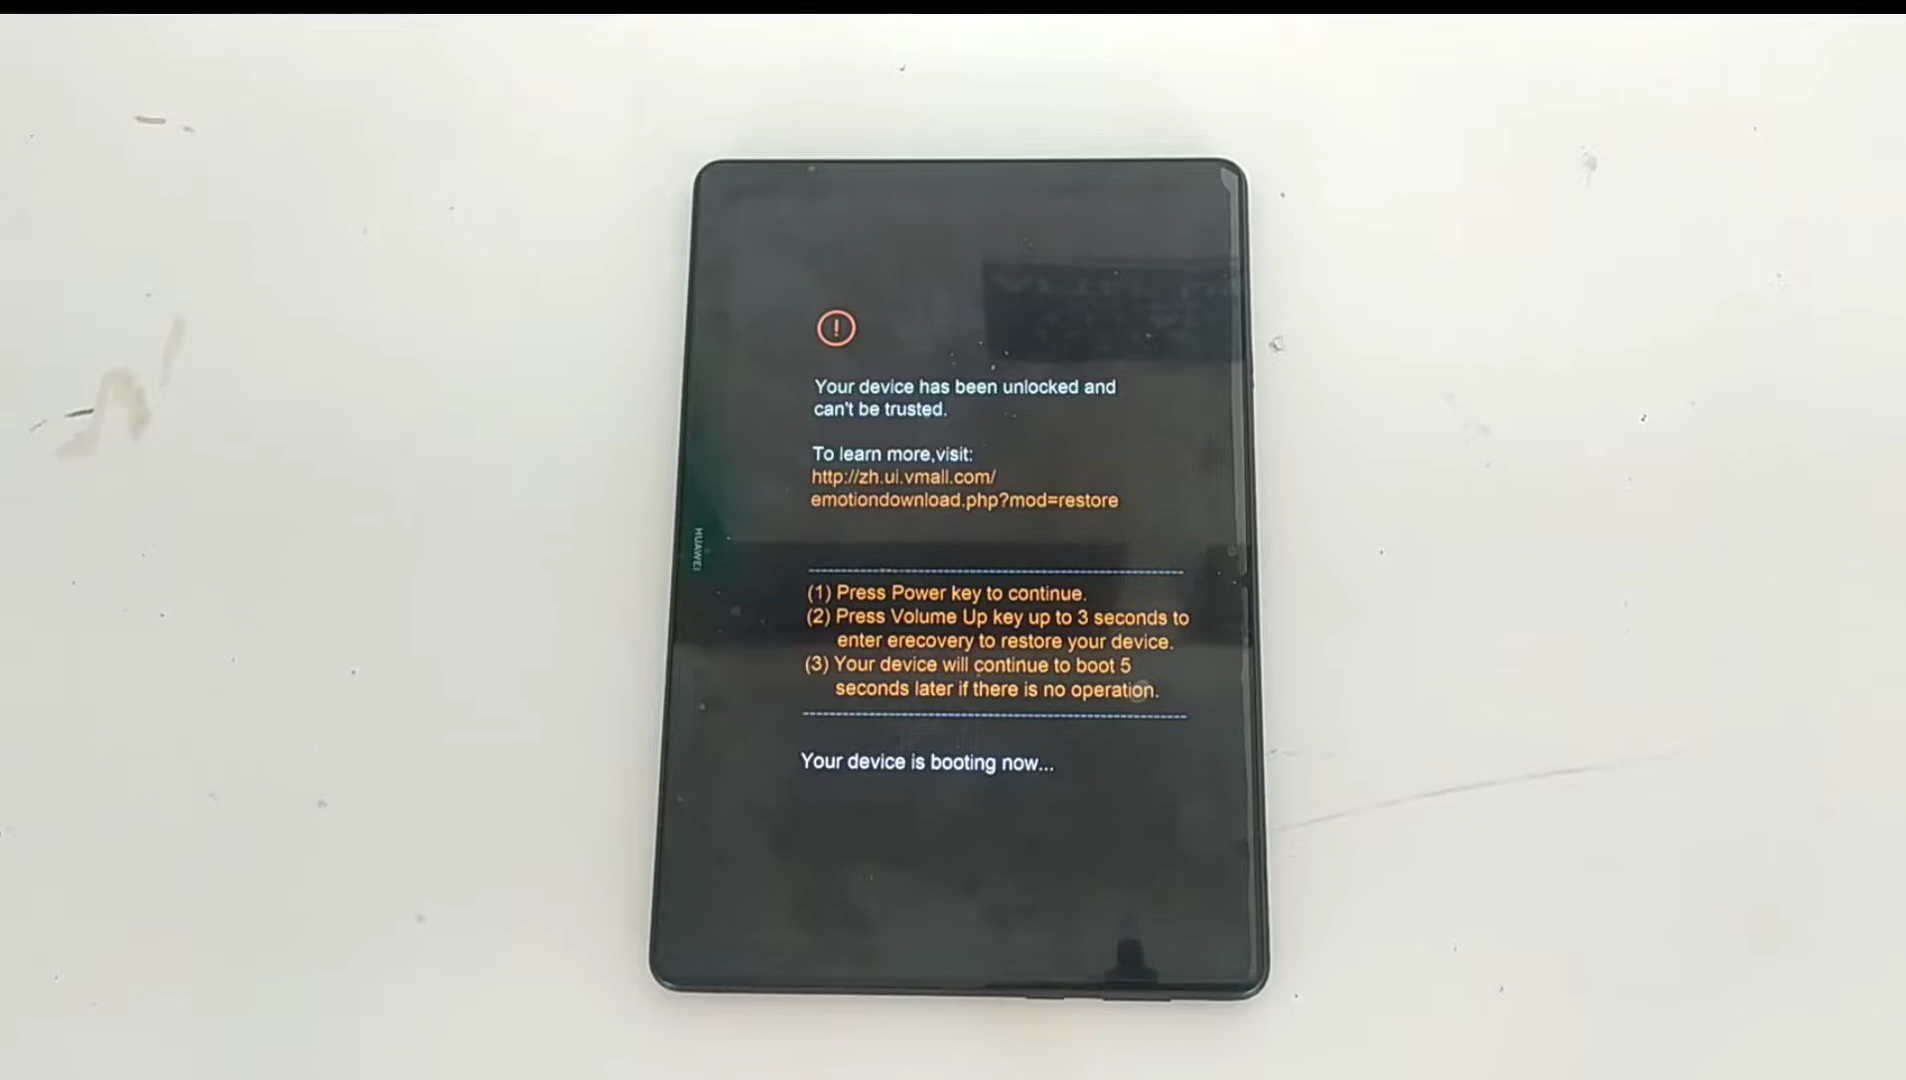 Your device has been unlocked and
can't be trusted.
To learn more,visit:
http://zh.ui.vmall.com/
emotiondownload.php?mod=restore
HUAWEI
(1) Press Power key to continue.
(2) Press Volume Up key up to 3 seconds to
enter erecovery to restore your device.
(3) Your device will continue to boot 5
seconds later if there is no operation.
Your device is booting now...